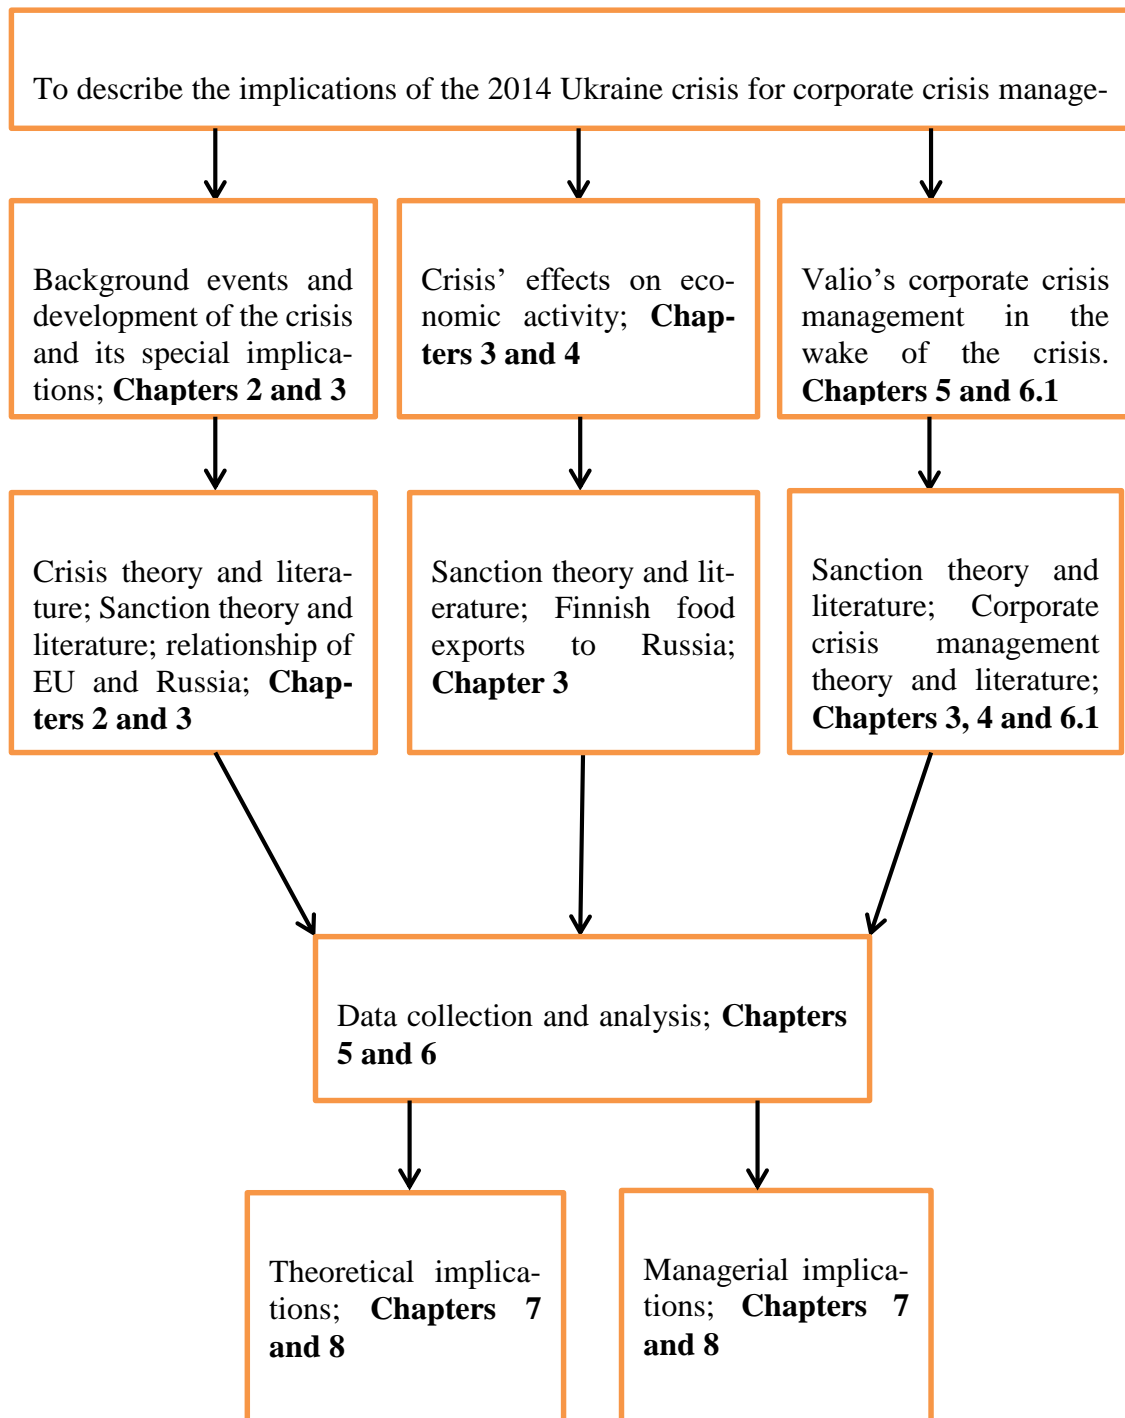 To describe the implications of the 2014 Ukraine crisis for corporate crisis manage-
Background events and
development of the crisis
and its special implica-
tions; Chapters 2 and 3
Crisis' effects on eco-
nomic activity; Chap-
ters 3 and 4
Valio's corporate crisis
management in the
wake of the crisis.
Chapters 5 and 6.1
Crisis theory and litera-
ture; Sanction theory and
literature; relationship of
EU and Russia; Chap-
ters 2 and 3
Sanction theory and lit-
erature; Finnish food
exports to Russia;
Chapter 3
Sanction theory and
literature; Corporate
crisis management
theory and literature;
Chapters 3, 4 and 6.1
Data collection and analysis; Chapters
5 and 6
Theoretical implica-
tions; Chapters 7
and 8
Managerial implica-
tions; Chapters 7
and 8